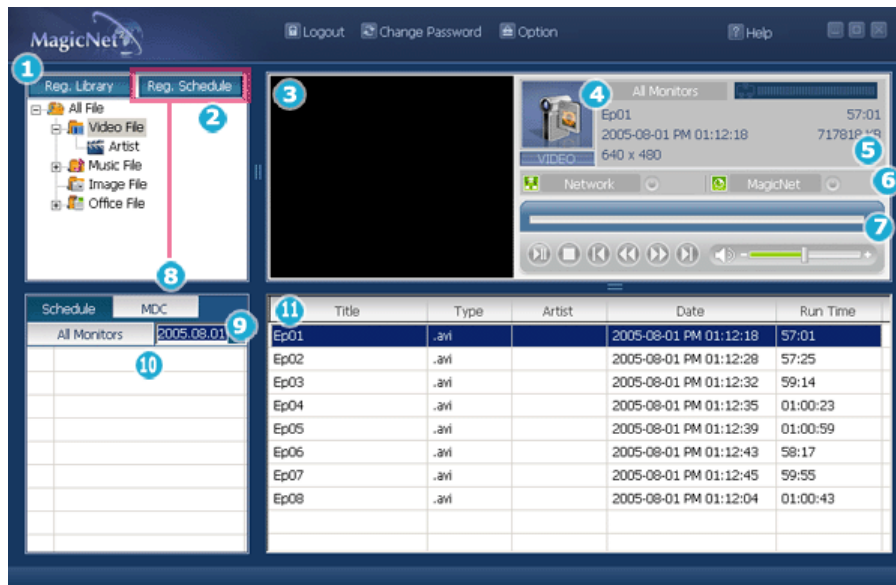 MagicNet
Logout Change Password Option Help
1
Reg. Library Reg. Schedule
2
All File
Video File
Artist
Music File
Image File
Office File
3
4
All Monitors
Ep01 57:01
2005-08-01 PM 01:12:18 717818 KB
640 x 480
VIDEO
5
6
Network MagicNet
7
8
Schedule MDC
9
All Monitors 2005.08.01
10
11
Title Type Artist Date Run Time
Ep01 .avi 2005-08-01 PM 01:12:18 57:01
Ep02 .avi 2005-08-01 PM 01:12:28 57:25
Ep03 .avi 2005-08-01 PM 01:12:32 59:14
Ep04 .avi 2005-08-01 PM 01:12:35 01:00:23
Ep05 .avi 2005-08-01 PM 01:12:39 01:00:59
Ep06 .avi 2005-08-01 PM 01:12:43 58:17
Ep07 .avi 2005-08-01 PM 01:12:45 59:55
Ep08 .avi 2005-08-01 PM 01:12:04 01:00:43